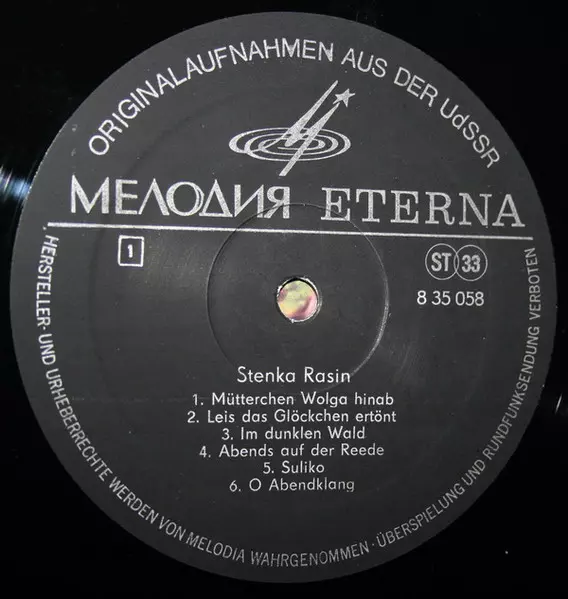 ORIGINALAUFNAHMEN AUS DER UdSSR
МЕЛОДИЯ ETERNA
1
ST 33
8 35 058
Stenka Rasin
1. Mütterchen Wolga hinab
2. Leis das Glöckchen ertönt
3. Im dunklen Wald
4. Abends auf der Reede
5. Suliko
6. O Abendklang
· HERSTELLER- UND URHEBERRECHTE WERDEN VON MELODIA WAHRGENOMMEN · ÜBERSPIELUNG UND RUNDFUNKSENDUNG VERBOTEN